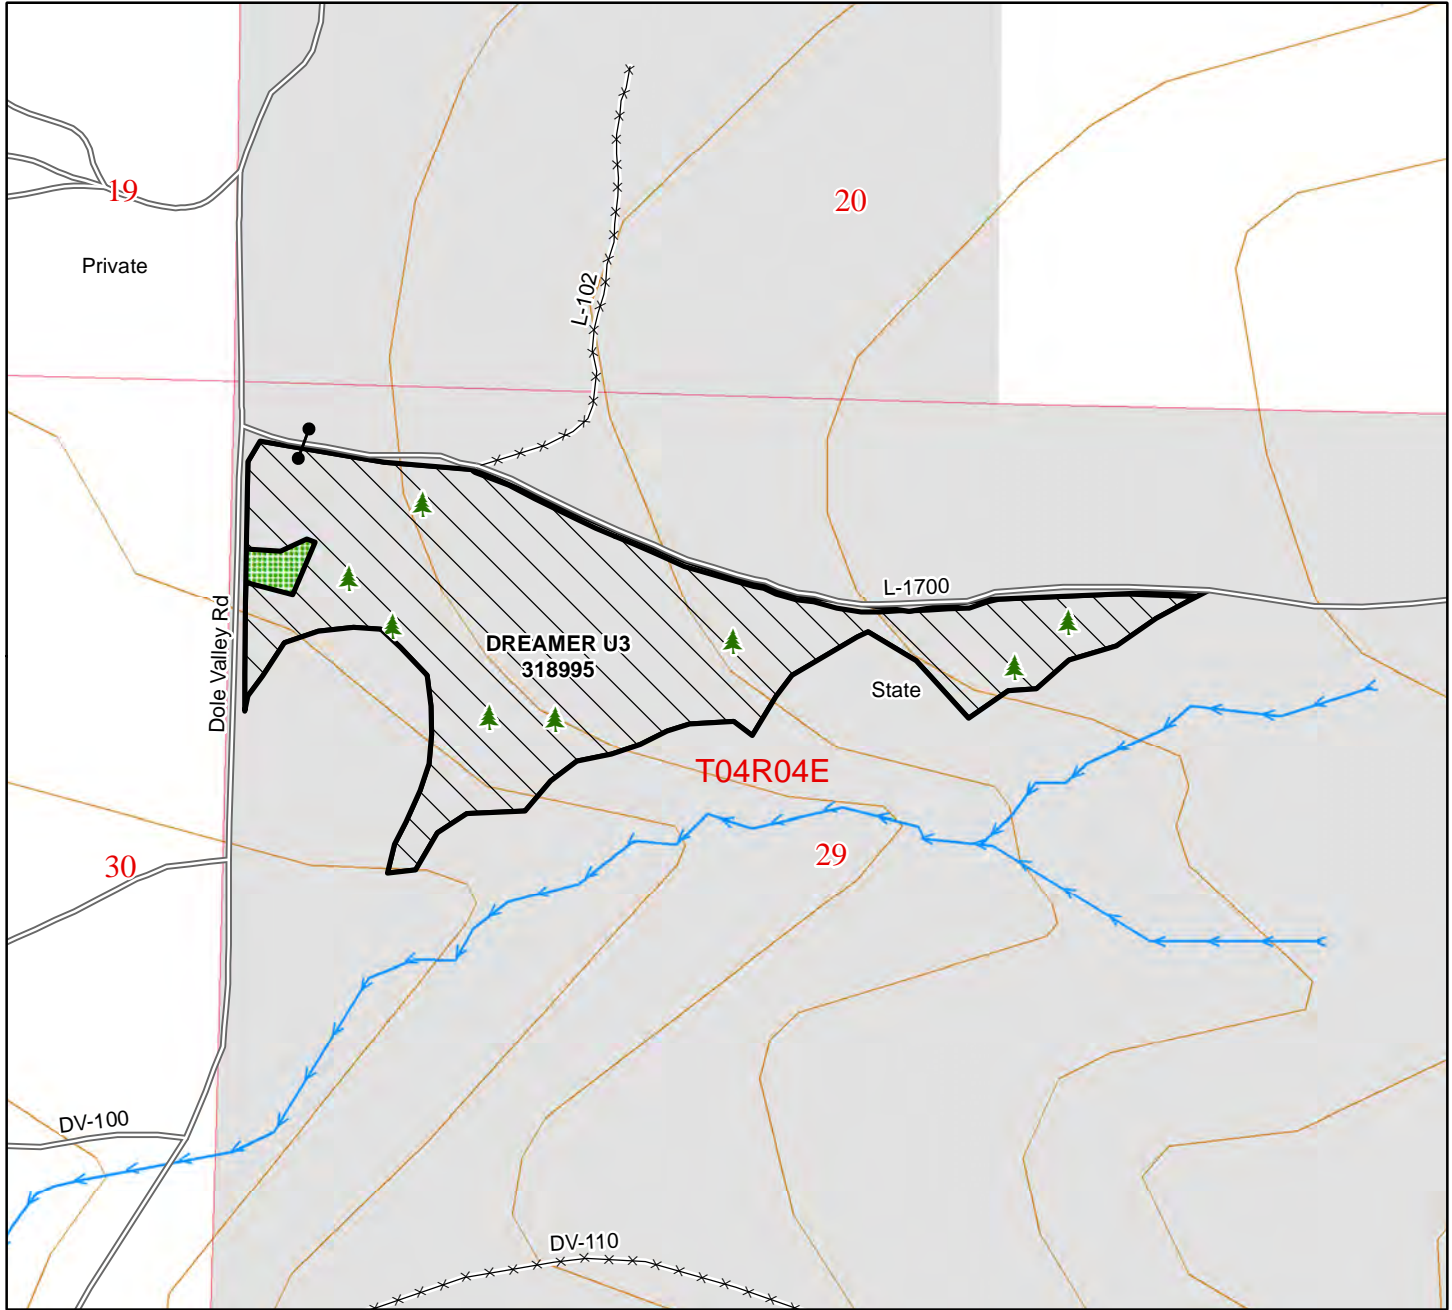 19
20
Private
L-102
L-1700
Dole Valley Rd
DREAMER U3
318995
State
T04R04E
29
30
DV-100
DV-110